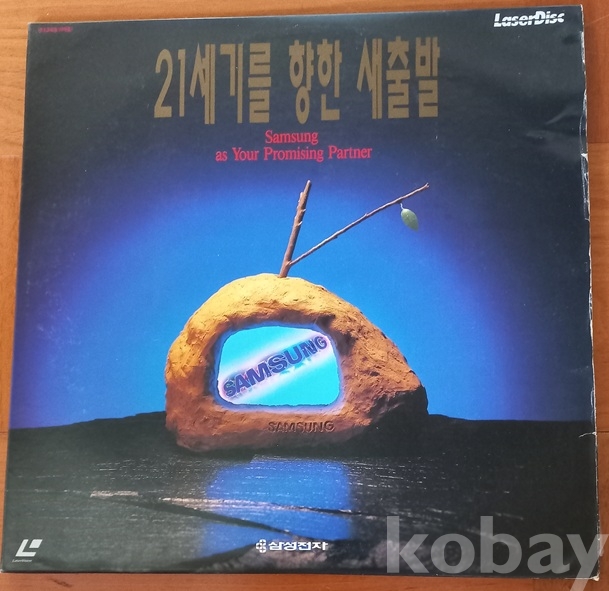 LaserDisc
21세기를 향한 새출발
Samsung
as Your Promising Partner
SAMSUNG
SAMSUNG
삼성전자
kobay